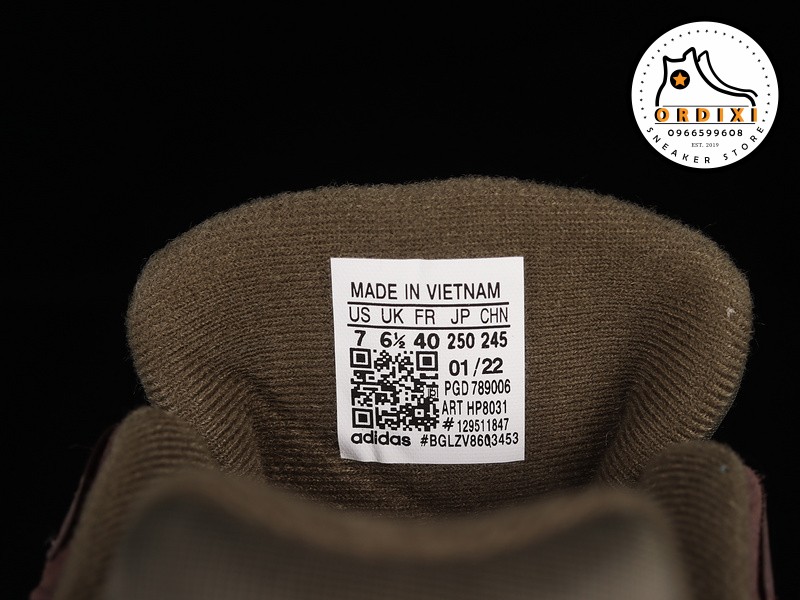 ORDIXI
0966599608
EST. 2019
SNEAKER STORE
MADE IN VIETNAM
US UK FR JP CHN
7 6½ 40 250 245
01/22
PGD 789006
ART HP8031
# 129511847
adidas #BGLZV8603453